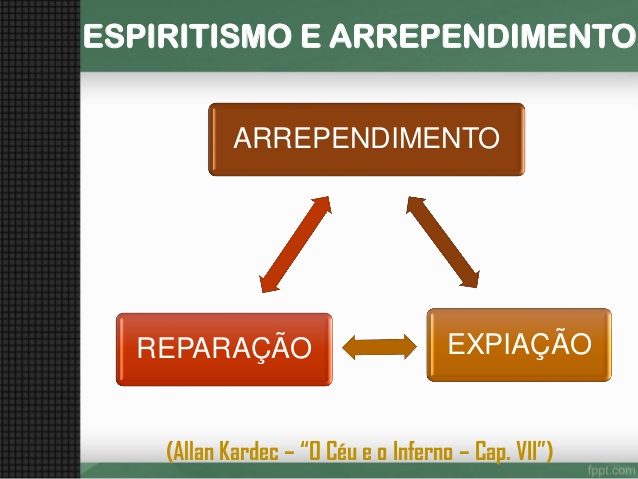 ESPIRITISMO E ARREPENDIMENTO
ARREPENDIMENTO
REPARAÇÃO
EXPIAÇÃO
(Allan Kardec – “O Céu e o Inferno – Cap. VII”)
fppt.com